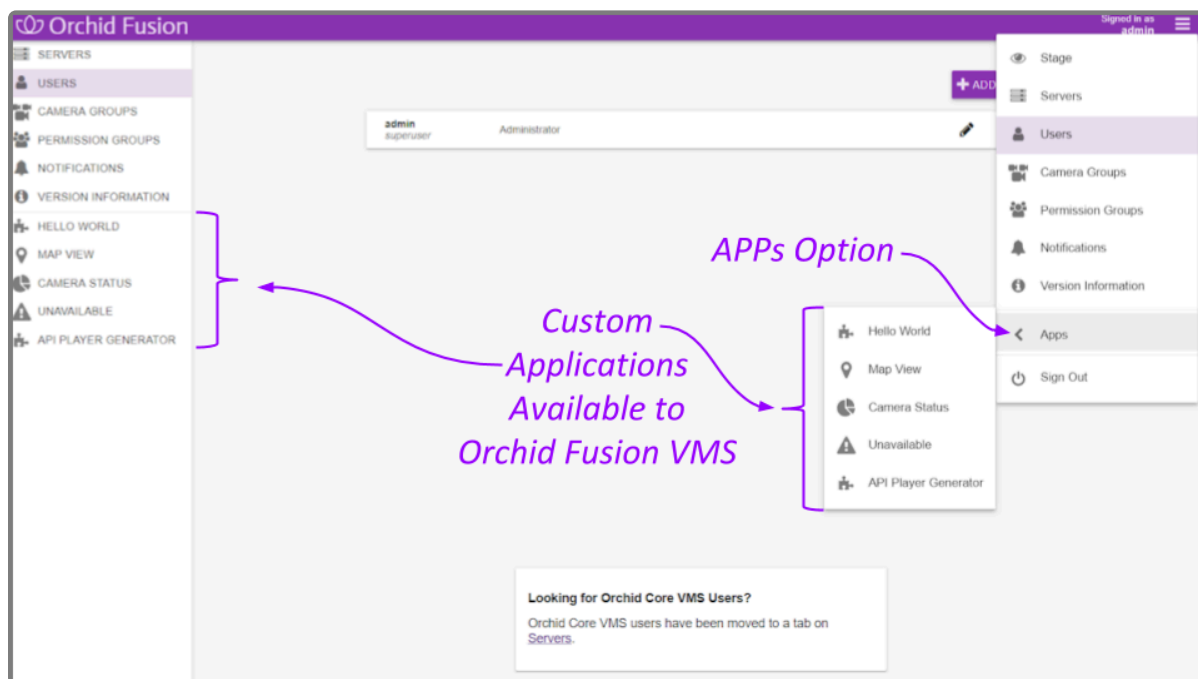 Orchid Fusion
Signed in as
admin
SERVERS
USERS
CAMERA GROUPS
PERMISSION GROUPS
NOTIFICATIONS
VERSION INFORMATION
HELLO WORLD
MAP VIEW
CAMERA STATUS
UNAVAILABLE
API PLAYER GENERATOR
+ ADD
admin
superuser
Administrator
Stage
Servers
Users
Camera Groups
Permission Groups
Notifications
Version Information
Apps
Sign Out
APPs Option
Custom
Applications
Available to
Orchid Fusion VMS
Hello World
Map View
Camera Status
Unavailable
API Player Generator
Looking for Orchid Core VMS Users?
Orchid Core VMS users have been moved to a tab on
Servers.